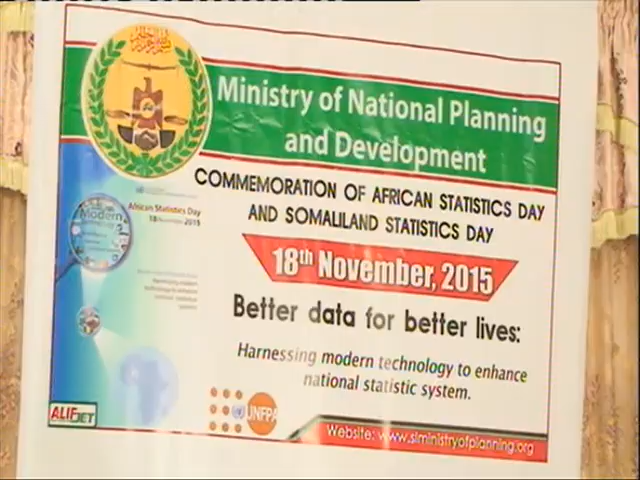 Ministry of National Planning
and Development
COMMEMORATION OF AFRICAN STATISTICS DAY
AND SOMALILAND STATISTICS DAY
18th November, 2015
Better data for better lives:
Harnessing modern technology to enhance
national statistic system.
African Statistics Day
18 November 2015
Modern
ALIF JET
UNFPA
Website: www.slministryofplanning.org